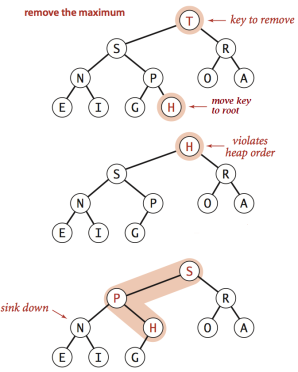 remove the maximum
T
key to remove
S
R
N
P
O
A
E
I
G
H
move key
to root
H
violates
heap order
S
R
N
P
O
A
E
I
G
S
P
R
sink down
N
H
O
A
E
I
G